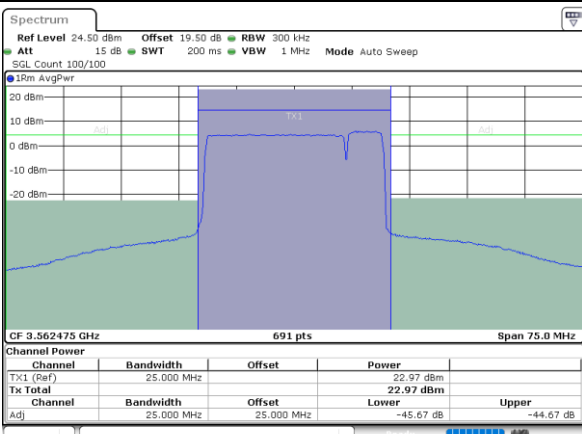 Spectrum
Ref Level 24.50 dBm Offset 19.50 dB RBW 300 kHz
Att 15 dB SWT 200 ms VBW 1 MHz Mode Auto Sweep
SGL Count 100/100
1Rm AvgPwr
20 dBm
TX1
10 dBm
Adj Adj
0 dBm
-10 dBm
-20 dBm
CF 3.562475 GHz 691 pts Span 75.0 MHz
Channel Power
Channel Bandwidth Offset Power
TX1 (Ref) 25.000 MHz 22.97 dBm
Tx Total 22.97 dBm
Channel Bandwidth Offset Lower Upper
Adj 25.000 MHz 25.000 MHz -45.67 dB -44.67 dB